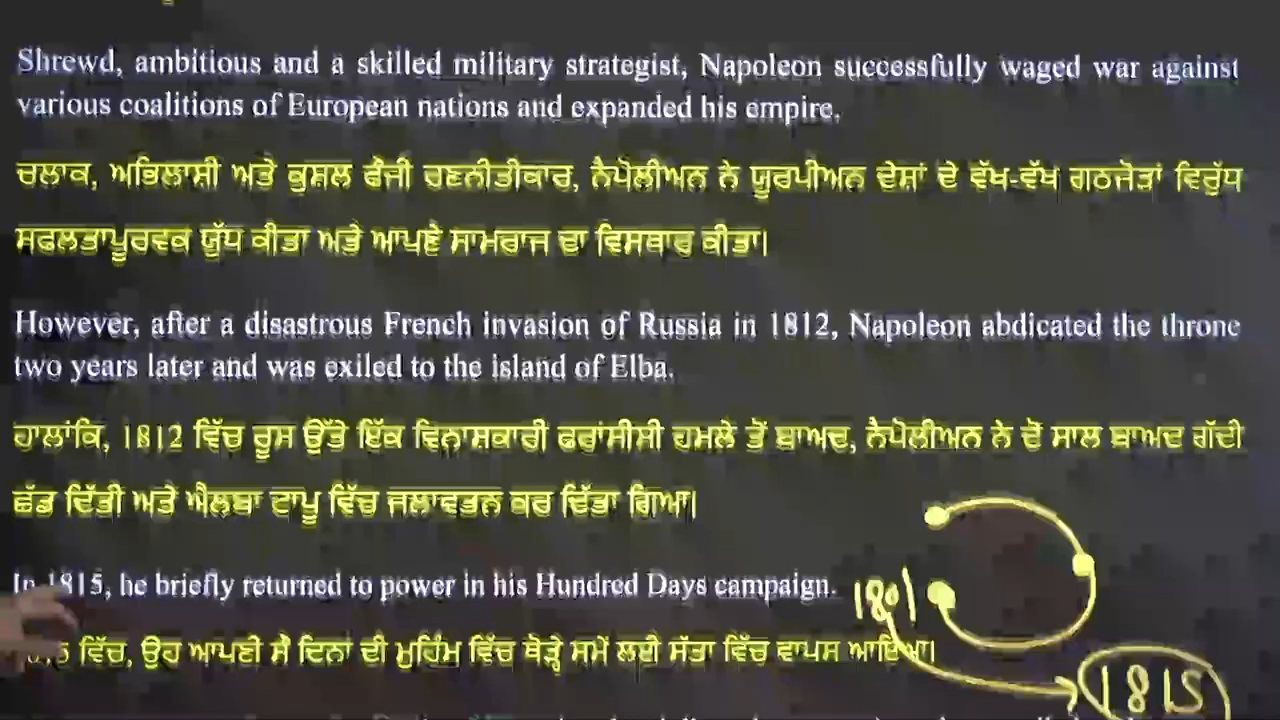 Shrewd, ambitious and a skilled military strategist, Napoleon successfully waged war against
various coalitions of European nations and expanded his empire.
ਚਲਾਕ, ਅਭਿਲਾਸ਼ੀ ਅਤੇ ਕੁਸ਼ਲ ਫੌਜੀ ਰਣਨੀਤੀਕਾਰ, ਨੈਪੋਲੀਅਨ ਨੇ ਯੂਰਪੀਅਨ ਦੇਸ਼ਾਂ ਦੇ ਵੱਖ-ਵੱਖ ਗਠਜੋੜਾਂ ਵਿਰੁੱਧ
ਸਫਲਤਾਪੂਰਵਕ ਯੁੱਧ ਕੀਤਾ ਅਤੇ ਆਪਣੇ ਸਾਮਰਾਜ ਦਾ ਵਿਸਥਾਰ ਕੀਤਾ।
However, after a disastrous French invasion of Russia in 1812, Napoleon abdicated the throne
two years later and was exiled to the island of Elba.
ਹਾਲਾਂਕਿ, 1812 ਵਿੱਚ ਰੂਸ ਉੱਤੇ ਇੱਕ ਵਿਨਾਸ਼ਕਾਰੀ ਫਰਾਂਸੀਸੀ ਹਮਲੇ ਤੋਂ ਬਾਅਦ, ਨੈਪੋਲੀਅਨ ਨੇ ਦੋ ਸਾਲ ਬਾਅਦ ਗੱਦੀ
ਛੱਡ ਦਿੱਤੀ ਅਤੇ ਐਲਬਾ ਟਾਪੂ ਵਿੱਚ ਜਲਾਵਤਨ ਕਰ ਦਿੱਤਾ ਗਿਆ।
In 1815, he briefly returned to power in his Hundred Days campaign.
1801
ਵਿੱਚ, ਉਹ ਆਪਣੀ ਸੌ ਦਿਨਾਂ ਦੀ ਮੁਹਿੰਮ ਵਿੱਚ ਥੋੜ੍ਹੇ ਸਮੇਂ ਲਈ ਸੱਤਾ ਵਿੱਚ ਵਾਪਸ ਆਇਆ।
1815